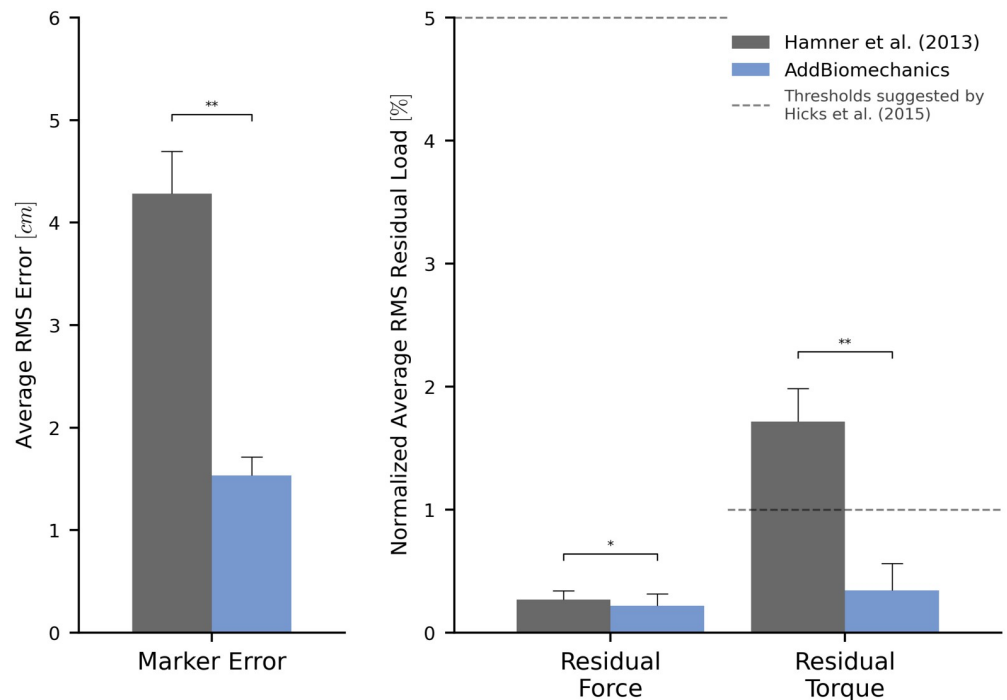 Average RMS Error [cm]
6
5
4
3
2
1
0
**
Marker Error
Normalized Average RMS Residual Load [%]
5
4
3
2
1
0
Hamner et al. (2013)
AddBiomechanics
Thresholds suggested by
Hicks et al. (2015)
*
**
Residual
Force
Residual
Torque